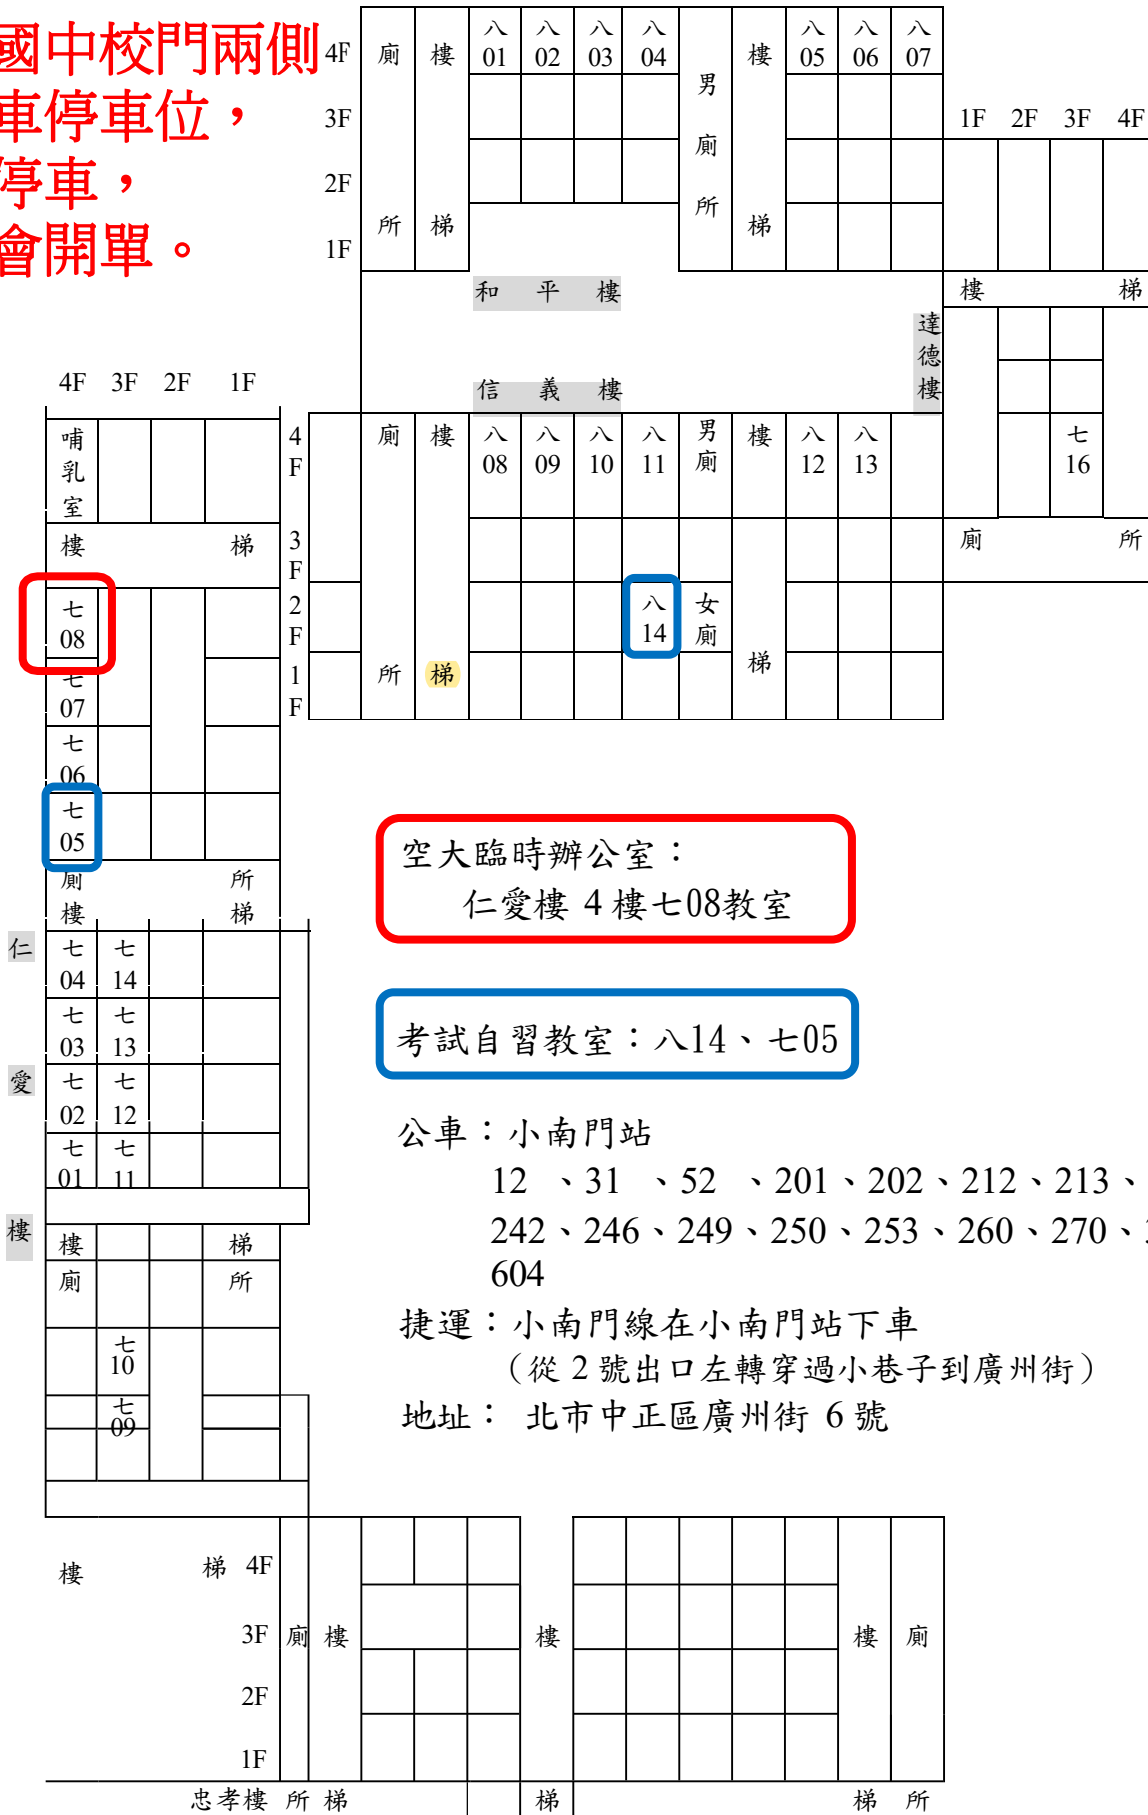 國中校門兩側
車停車位，
停車，
會開單。
4F 廁 樓 八01 八02 八03 八04 男廁所 樓 八05 八06 八07
3F
2F
1F 所 梯 梯
1F 2F 3F 4F
和 平 樓
樓 梯
達德樓
信 義 樓
七16
廁 所
4F 3F 2F 1F
哺乳室
樓 梯
七08
七07
七06
七05
廁 所
樓 梯
4F 廁 樓 八08 八09 八10 八11 男廁 樓 八12 八13
3F
2F 八14 女廁
1F 所 梯 梯
空大臨時辦公室：
仁愛樓 4 樓七08教室
考試自習教室：八14、七05
仁愛樓
七04 七14
七03 七13
七02 七12
七01 七11
樓 梯
廁 所
七10
七09
公車：小南門站
12 、31 、52 、201、202、212、213、
242、246、249、250、253、260、270、
604
捷運：小南門線在小南門站下車
（從 2 號出口左轉穿過小巷子到廣州街）
地址： 北市中正區廣州街 6 號
樓 梯 4F
3F 廁 樓 樓 樓 廁
2F
1F
忠孝樓 所 梯 梯 梯 所